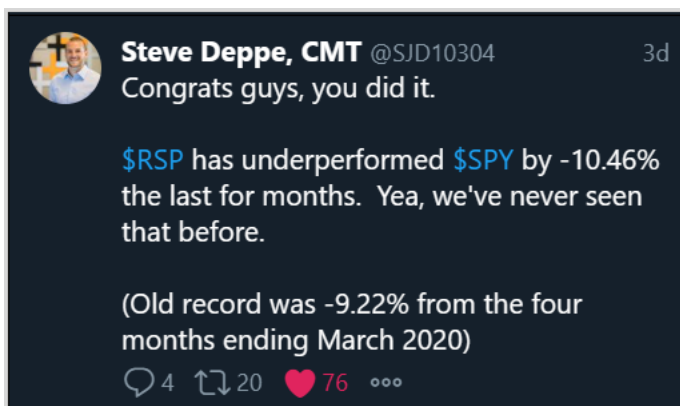 Steve Deppe, CMT @SJD10304 3d
Congrats guys, you did it.
$RSP has underperformed $SPY by -10.46%
the last for months.  Yea, we've never seen
that before.
(Old record was -9.22% from the four
months ending March 2020)
4 20 76